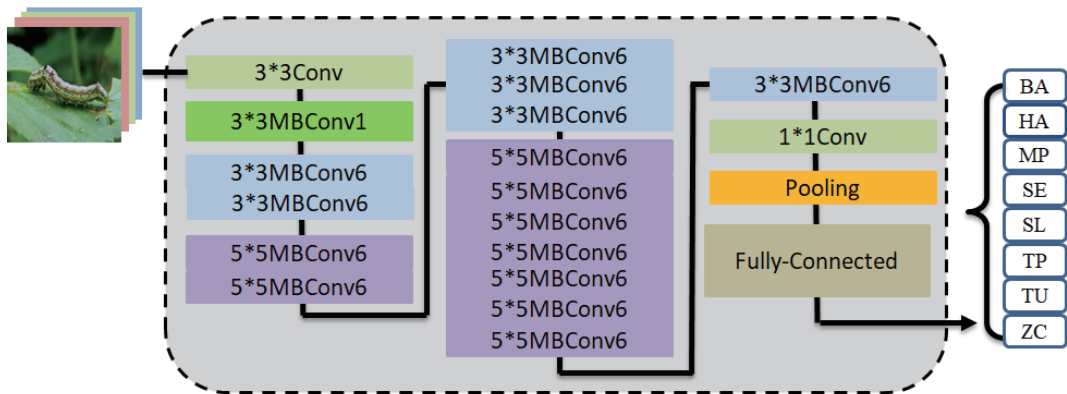 3*3Conv
3*3MBConv1
3*3MBConv6
3*3MBConv6
5*5MBConv6
5*5MBConv6
3*3MBConv6
3*3MBConv6
3*3MBConv6
5*5MBConv6
5*5MBConv6
5*5MBConv6
5*5MBConv6
5*5MBConv6
5*5MBConv6
5*5MBConv6
3*3MBConv6
1*1Conv
Pooling
Fully-Connected
BA
HA
MP
SE
SL
TP
TU
ZC